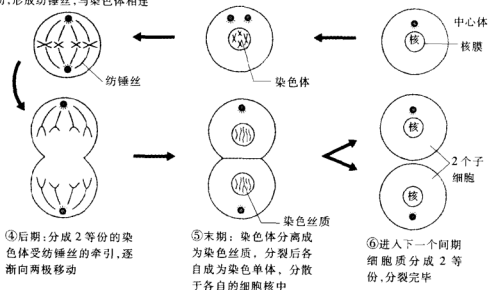 形成纺锤丝,与染色体相连
中心体
核
核膜
染色体
纺锤丝
核
2个子
细胞
核
染色丝质
④后期:分成2等份的染
色体受纺锤丝的牵引,逐
渐向两极移动
⑤末期:染色体分离成
为染色丝质,分裂后各
自成为染色单体,分散
于各自的细胞核中
⑥进入下一个间期
细胞质分成2等
份,分裂完毕